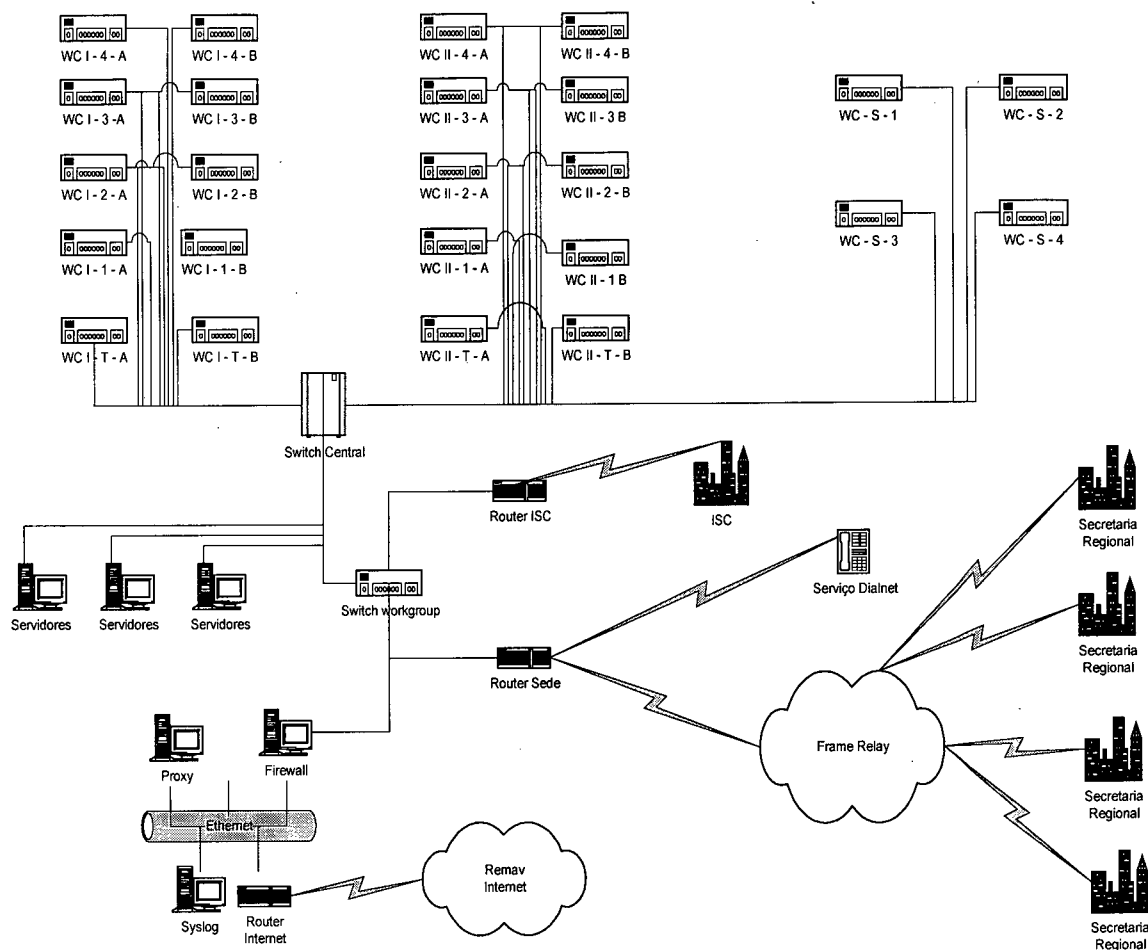 WC I - 4 - A
WC I - 4 - B
WC II - 4 - A
WC II - 4 - B
WC I - 3 - A
WC I - 3 - B
WC II - 3 - A
WC II - 3 B
WC - S - 1
WC - S - 2
WC I - 2 - A
WC I - 2 - B
WC II - 2 - A
WC II - 2 - B
WC - S - 3
WC - S - 4
WC I - 1 - A
WC I - 1 - B
WC II - 1 - A
WC II - 1 B
WC I - T - A
WC I - T - B
WC II - T - A
WC II - T - B
Switch Central
Router ISC
ISC
Secretaria
Regional
Servidores
Servidores
Servidores
Switch workgroup
Serviço Dialnet
Secretaria
Regional
Router Sede
Frame Relay
Proxy
Firewall
Secretaria
Regional
Ethernet
Remav
Internet
Syslog
Router
Internet
Secretaria
Regional